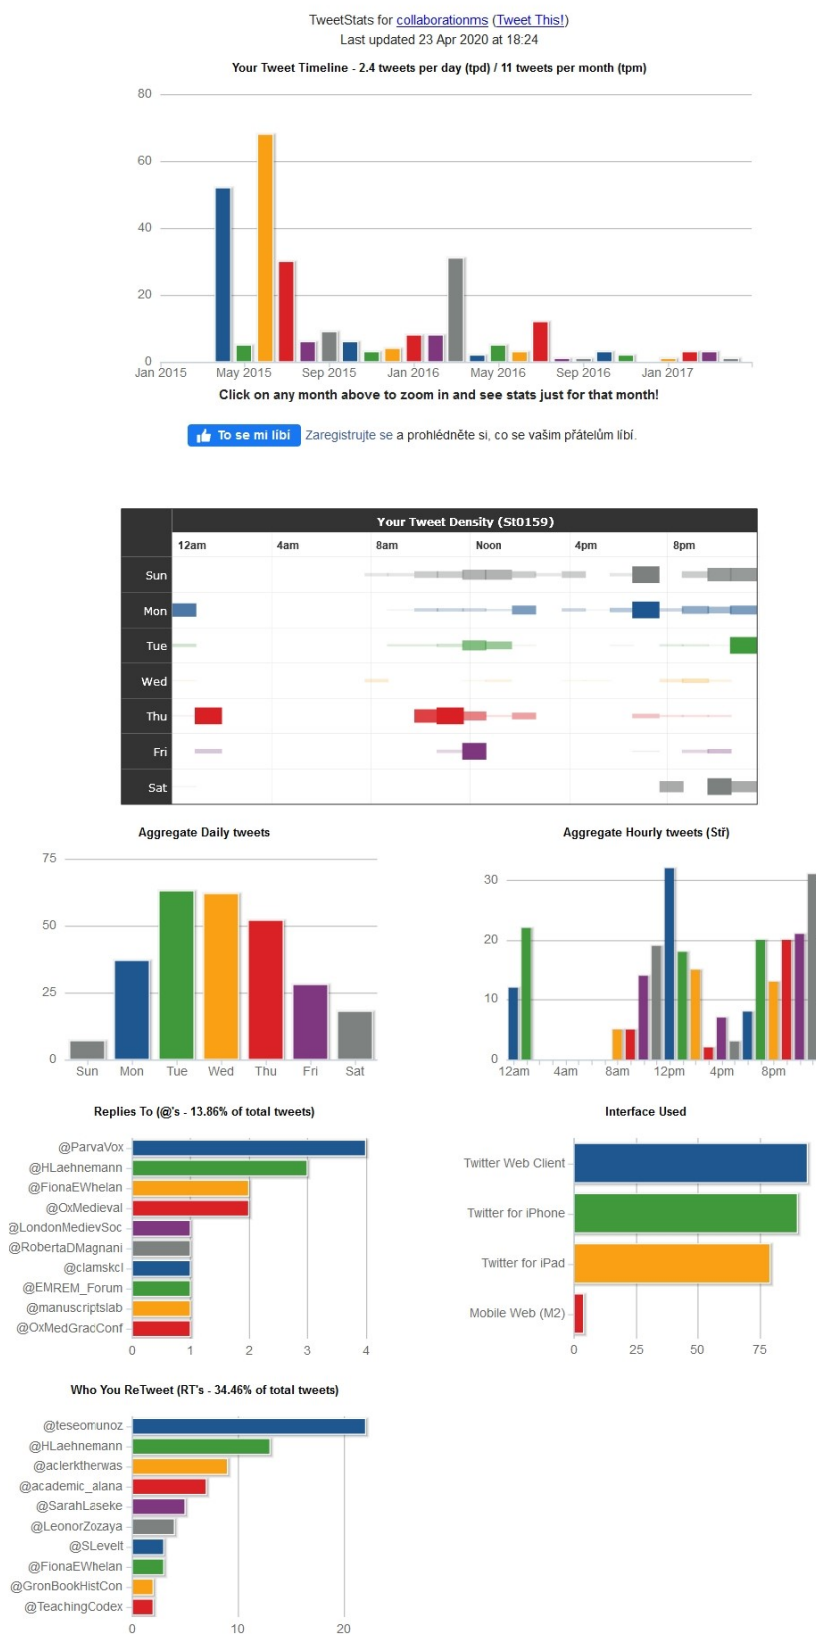 TweetStats for collaborationms (Tweet This!)
Last updated 23 Apr 2020 at 18:24
Your Tweet Timeline - 2.4 tweets per day (tpd) / 11 tweets per month (tpm)
80
60
40
20
0
Jan 2015 May 2015 Sep 2015 Jan 2016 May 2016 Sep 2016 Jan 2017
Click on any month above to zoom in and see stats just for that month!
To se mi líbí Zaregistrujte se a prohlédněte si, co se vašim přátelům líbí.
Your Tweet Density (St0159)
12am 4am 8am Noon 4pm 8pm
Sun
Mon
Tue
Wed
Thu
Fri
Sat
Aggregate Daily tweets
75
50
25
0
Sun Mon Tue Wed Thu Fri Sat
Aggregate Hourly tweets (Stř)
30
20
10
0
12am 4am 8am 12pm 4pm 8pm
Replies To (@'s - 13.86% of total tweets)
@ParvaVox
@HLaehnemann
@FionaEWhelan
@OxMedieval
@LondonMedievSoc
@RobertaDMagnani
@clamskcl
@EMREM_Forum
@manuscriptslab
@OxMedGracConf
0 1 2 3 4
Interface Used
Twitter Web Client
Twitter for iPhone
Twitter for iPad
Mobile Web (M2)
0 25 50 75
Who You ReTweet (RT's - 34.46% of total tweets)
@teseomunoz
@HLaehnemann
@aclerktherwas
@academic_alana
@SarahLaseke
@LeonorZozaya
@SLevelt
@FionaEWhelan
@GronBookHistCon
@TeachingCodex
0 10 20